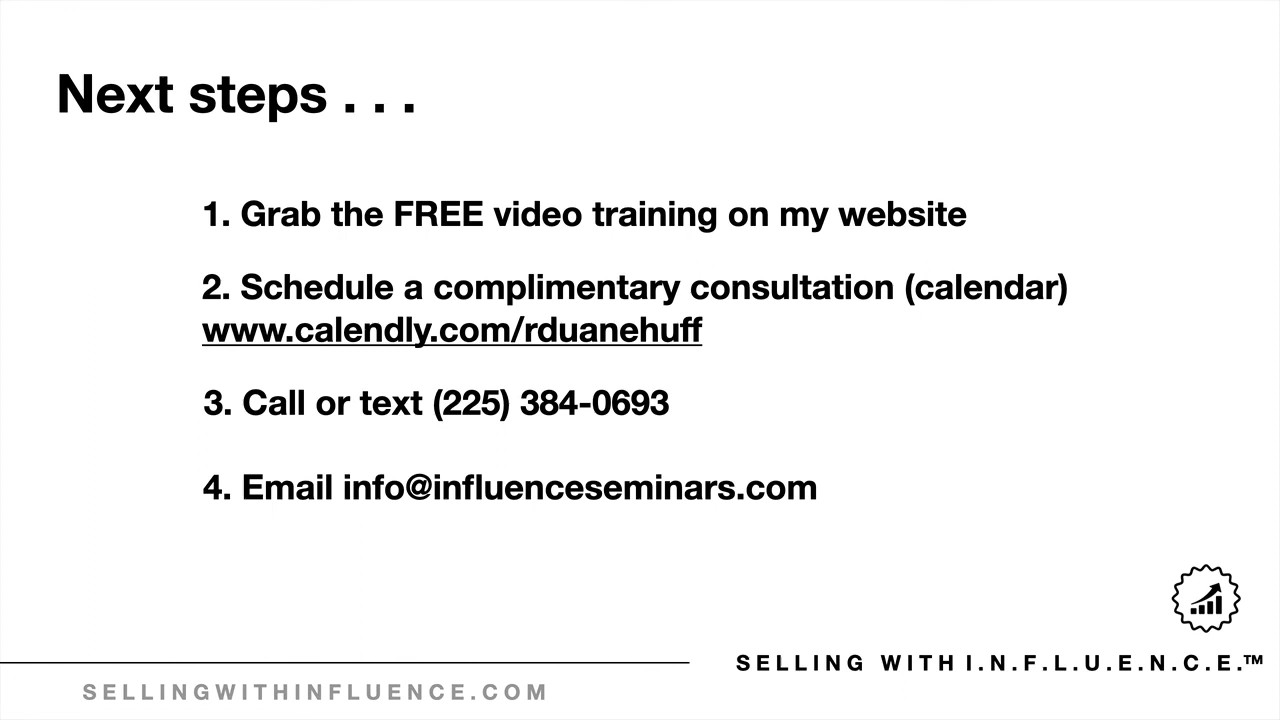 Next steps . . .
1. Grab the FREE video training on my website
2. Schedule a complimentary consultation (calendar)
www.calendly.com/rduanehuff
3. Call or text (225) 384-0693
4. Email info@influenceseminars.com
SELLING WITH I.N.F.L.U.E.N.C.E.™
SELLINGWITHINFLUENCE.COM